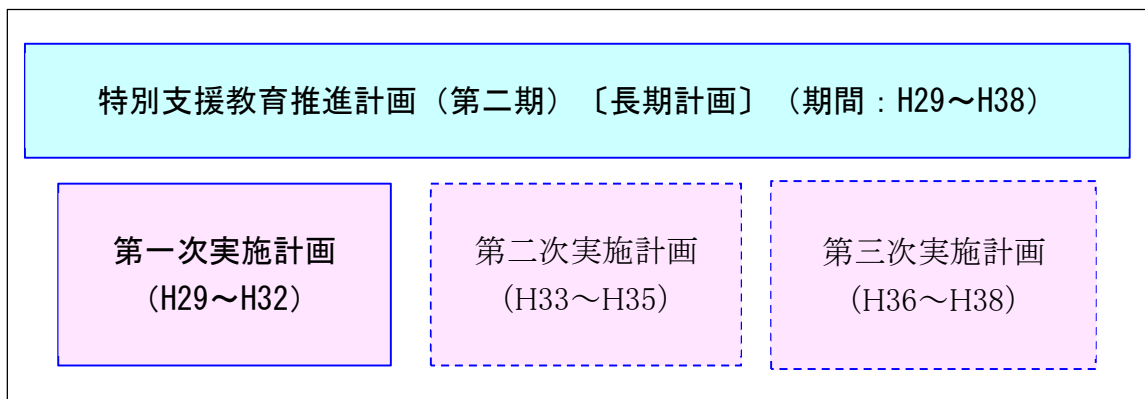 特別支援教育推進計画(第二期)〔長期計画〕(期間:H29~H38)
第一次実施計画
(H29~H32)
第二次実施計画
(H33~H35)
第三次実施計画
(H36~H38)